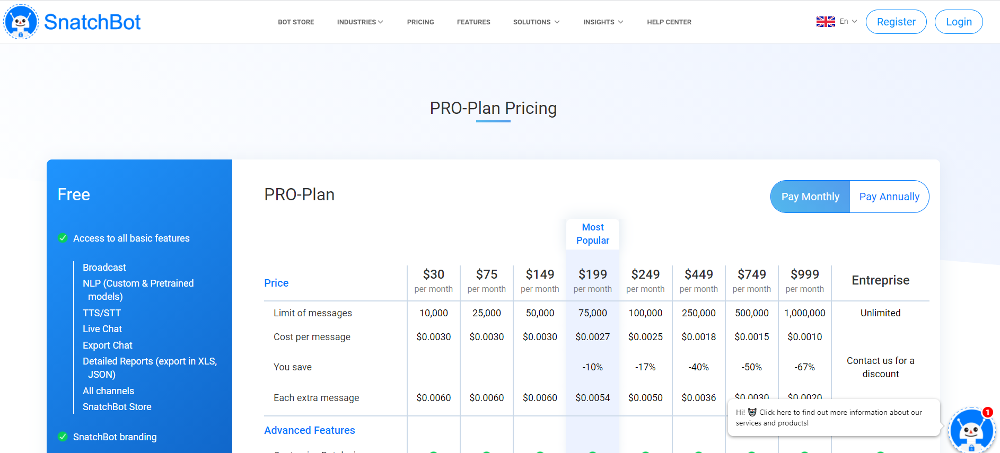 SnatchBot
BOT STORE
INDUSTRIES
PRICING
FEATURES
SOLUTIONS
INSIGHTS
HELP CENTER
En
Register
Login
PRO-Plan Pricing
Free
Access to all basic features
Broadcast
NLP (Custom & Pretrained
models)
TTS/STT
Live Chat
Export Chat
Detailed Reports (export in XLS,
JSON)
All channels
SnatchBot Store
SnatchBot branding
PRO-Plan
Pay Monthly
Pay Annually
Most
Popular
Price $30 $75 $149 $199 $249 $449 $749 $999 Entreprise
per month per month per month per month per month per month per month per month
Limit of messages 10,000 25,000 50,000 75,000 100,000 250,000 500,000 1,000,000 Unlimited
Cost per message $0.0030 $0.0030 $0.0030 $0.0027 $0.0025 $0.0018 $0.0015 $0.0010
You save -10% -17% -40% -50% -67% Contact us for a
discount
Each extra message $0.0060 $0.0060 $0.0060 $0.0054 $0.0050 $0.0036 $0.0030 $0.0020
Advanced Features
Hi! Click here to find out more information about our
services and products!
1